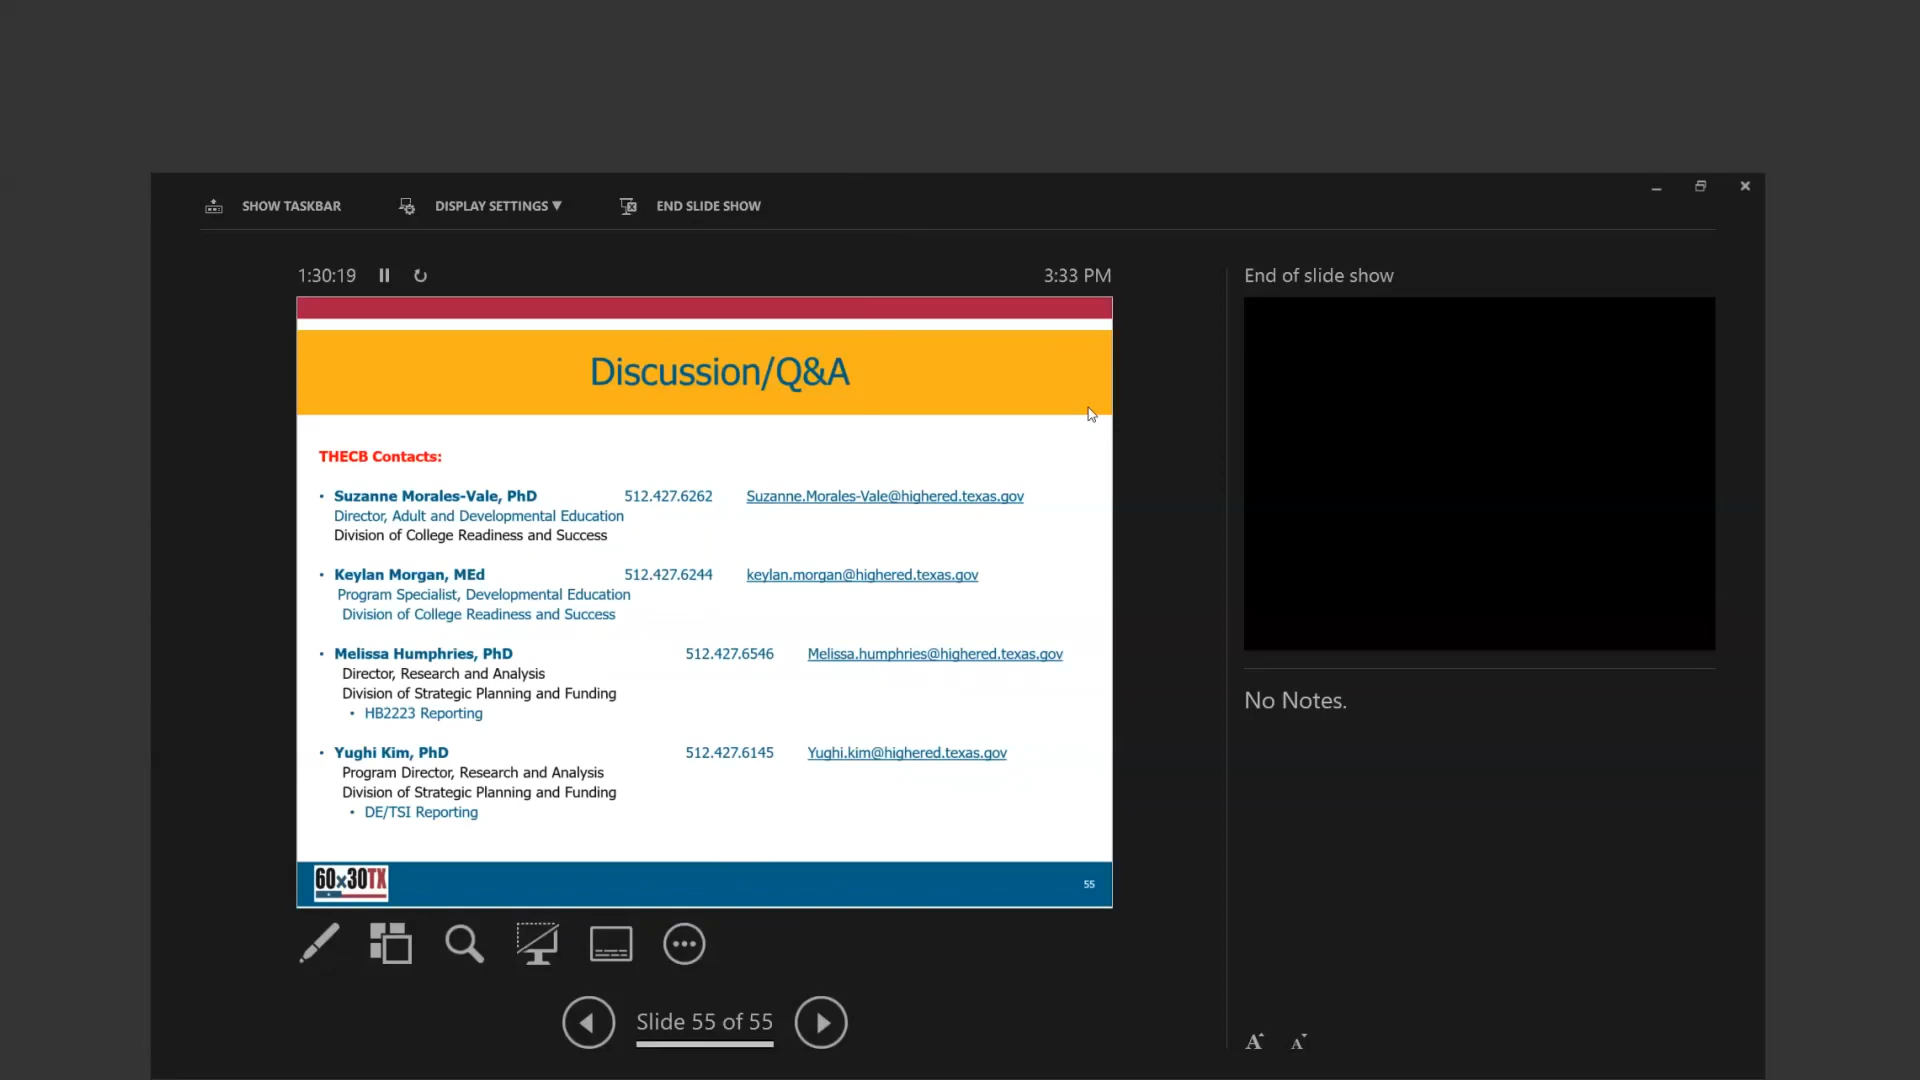 SHOW TASKBAR DISPLAY SETTINGS ▼ END SLIDE SHOW
1:30:19 3:33 PM
Discussion/Q&A
THECB Contacts:
• Suzanne Morales-Vale, PhD 512.427.6262 Suzanne.Morales-Vale@highered.texas.gov
Director, Adult and Developmental Education
Division of College Readiness and Success
• Keylan Morgan, MEd 512.427.6244 keylan.morgan@highered.texas.gov
Program Specialist, Developmental Education
Division of College Readiness and Success
• Melissa Humphries, PhD 512.427.6546 Melissa.humphries@highered.texas.gov
Director, Research and Analysis
Division of Strategic Planning and Funding
• HB2223 Reporting
• Yughi Kim, PhD 512.427.6145 Yughi.kim@highered.texas.gov
Program Director, Research and Analysis
Division of Strategic Planning and Funding
• DE/TSI Reporting
60x30TX 55
Slide 55 of 55
End of slide show
No Notes.
A A